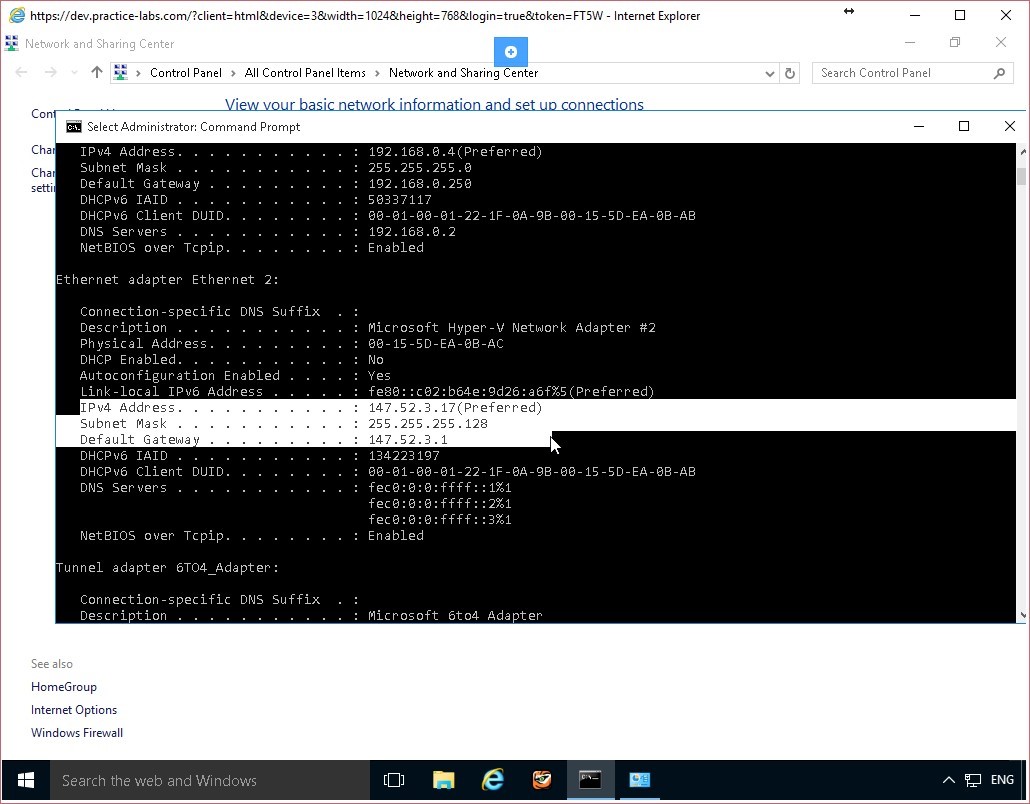 https://dev.practice-labs.com/?client=html&device=3&width=1024&height=768&login=true&token=FT5W - Internet Explorer
Network and Sharing Center
Control Panel > All Control Panel Items > Network and Sharing Center
Search Control Panel
View your basic network information and set up connections
Select Administrator: Command Prompt
IPv4 Address. . . . . . . . . . . : 192.168.0.4(Preferred)
Subnet Mask . . . . . . . . . . . : 255.255.255.0
Default Gateway . . . . . . . . . : 192.168.0.250
DHCPv6 IAID . . . . . . . . . . . : 50337117
DHCPv6 Client DUID. . . . . . . . : 00-01-00-01-22-1F-0A-9B-00-15-5D-EA-0B-AB
DNS Servers . . . . . . . . . . . : 192.168.0.2
NetBIOS over Tcpip. . . . . . . . : Enabled
Ethernet adapter Ethernet 2:
Connection-specific DNS Suffix  . :
Description . . . . . . . . . . . : Microsoft Hyper-V Network Adapter #2
Physical Address. . . . . . . . . : 00-15-5D-EA-0B-AC
DHCP Enabled. . . . . . . . . . . : No
Autoconfiguration Enabled . . . . : Yes
Link-local IPv6 Address . . . . . : fe80::c02:b64e:9d26:a6f%5(Preferred)
IPv4 Address. . . . . . . . . . . : 147.52.3.17(Preferred)
Subnet Mask . . . . . . . . . . . : 255.255.255.128
Default Gateway . . . . . . . . . : 147.52.3.1
DHCPv6 IAID . . . . . . . . . . . : 134223197
DHCPv6 Client DUID. . . . . . . . : 00-01-00-01-22-1F-0A-9B-00-15-5D-EA-0B-AB
DNS Servers . . . . . . . . . . . : fec0:0:0:ffff::1%1
fec0:0:0:ffff::2%1
fec0:0:0:ffff::3%1
NetBIOS over Tcpip. . . . . . . . : Enabled
Tunnel adapter 6TO4_Adapter:
Connection-specific DNS Suffix  . :
Description . . . . . . . . . . . : Microsoft 6to4 Adapter
See also
HomeGroup
Internet Options
Windows Firewall
Search the web and Windows
ENG